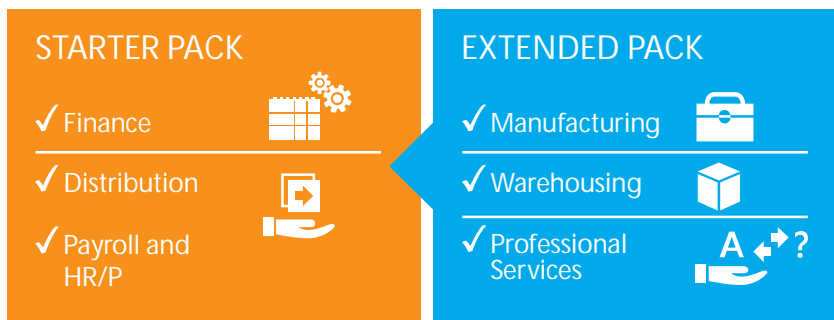 STARTER PACK
✓ Finance
✓ Distribution
✓ Payroll and
HR/P
EXTENDED PACK
✓ Manufacturing
✓ Warehousing
✓ Professional
Services
A ?